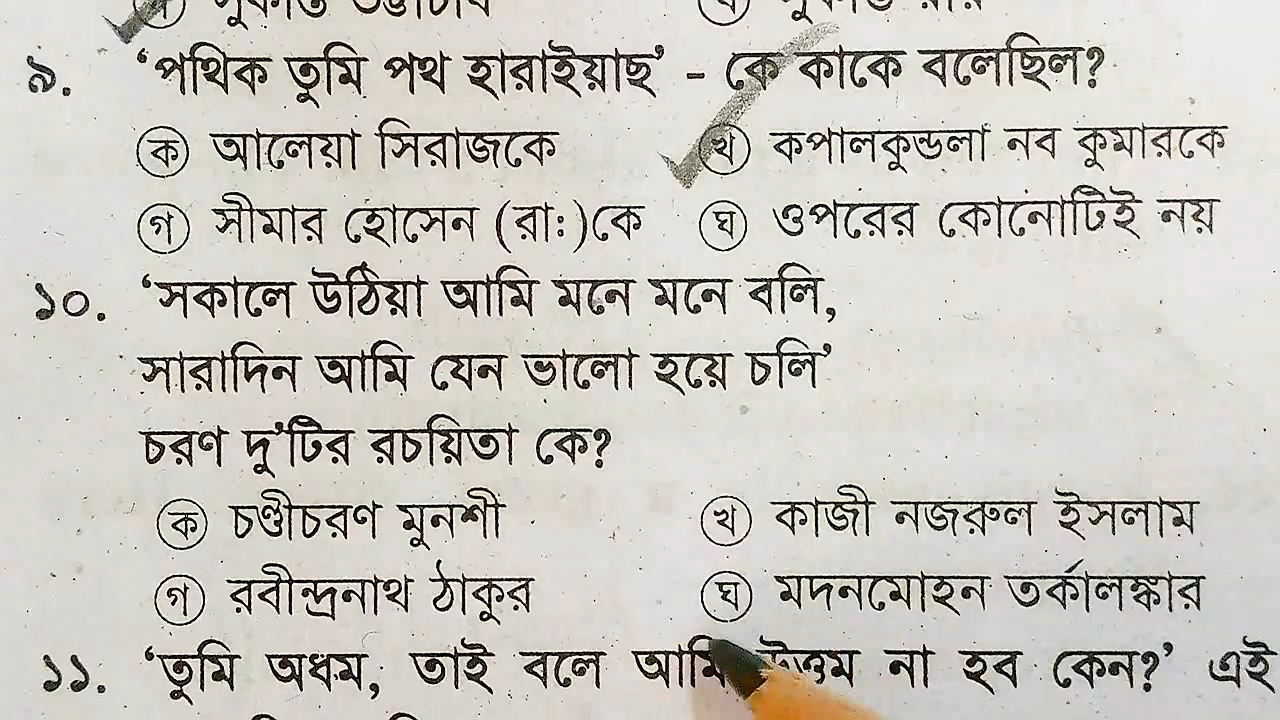 ৯. ‘পথিক তুমি পথ হারাইয়াছ’ - কে কাকে বলেছিল?
ক আলেয়া সিরাজকে খ কপালকুন্ডলা নব কুমারকে
গ সীমার হোসেন (রাঃ)কে ঘ ওপরের কোনোটিই নয়
১০. ‘সকালে উঠিয়া আমি মনে মনে বলি,
সারাদিন আমি যেন ভালো হয়ে চলি’
চরণ দু’টির রচয়িতা কে?
ক চণ্ডীচরণ মুনশী খ কাজী নজরুল ইসলাম
গ রবীন্দ্রনাথ ঠাকুর ঘ মদনমোহন তর্কালঙ্কার
১১. ‘তুমি অধম, তাই বলে আমি উত্তম না হব কেন?’ এই